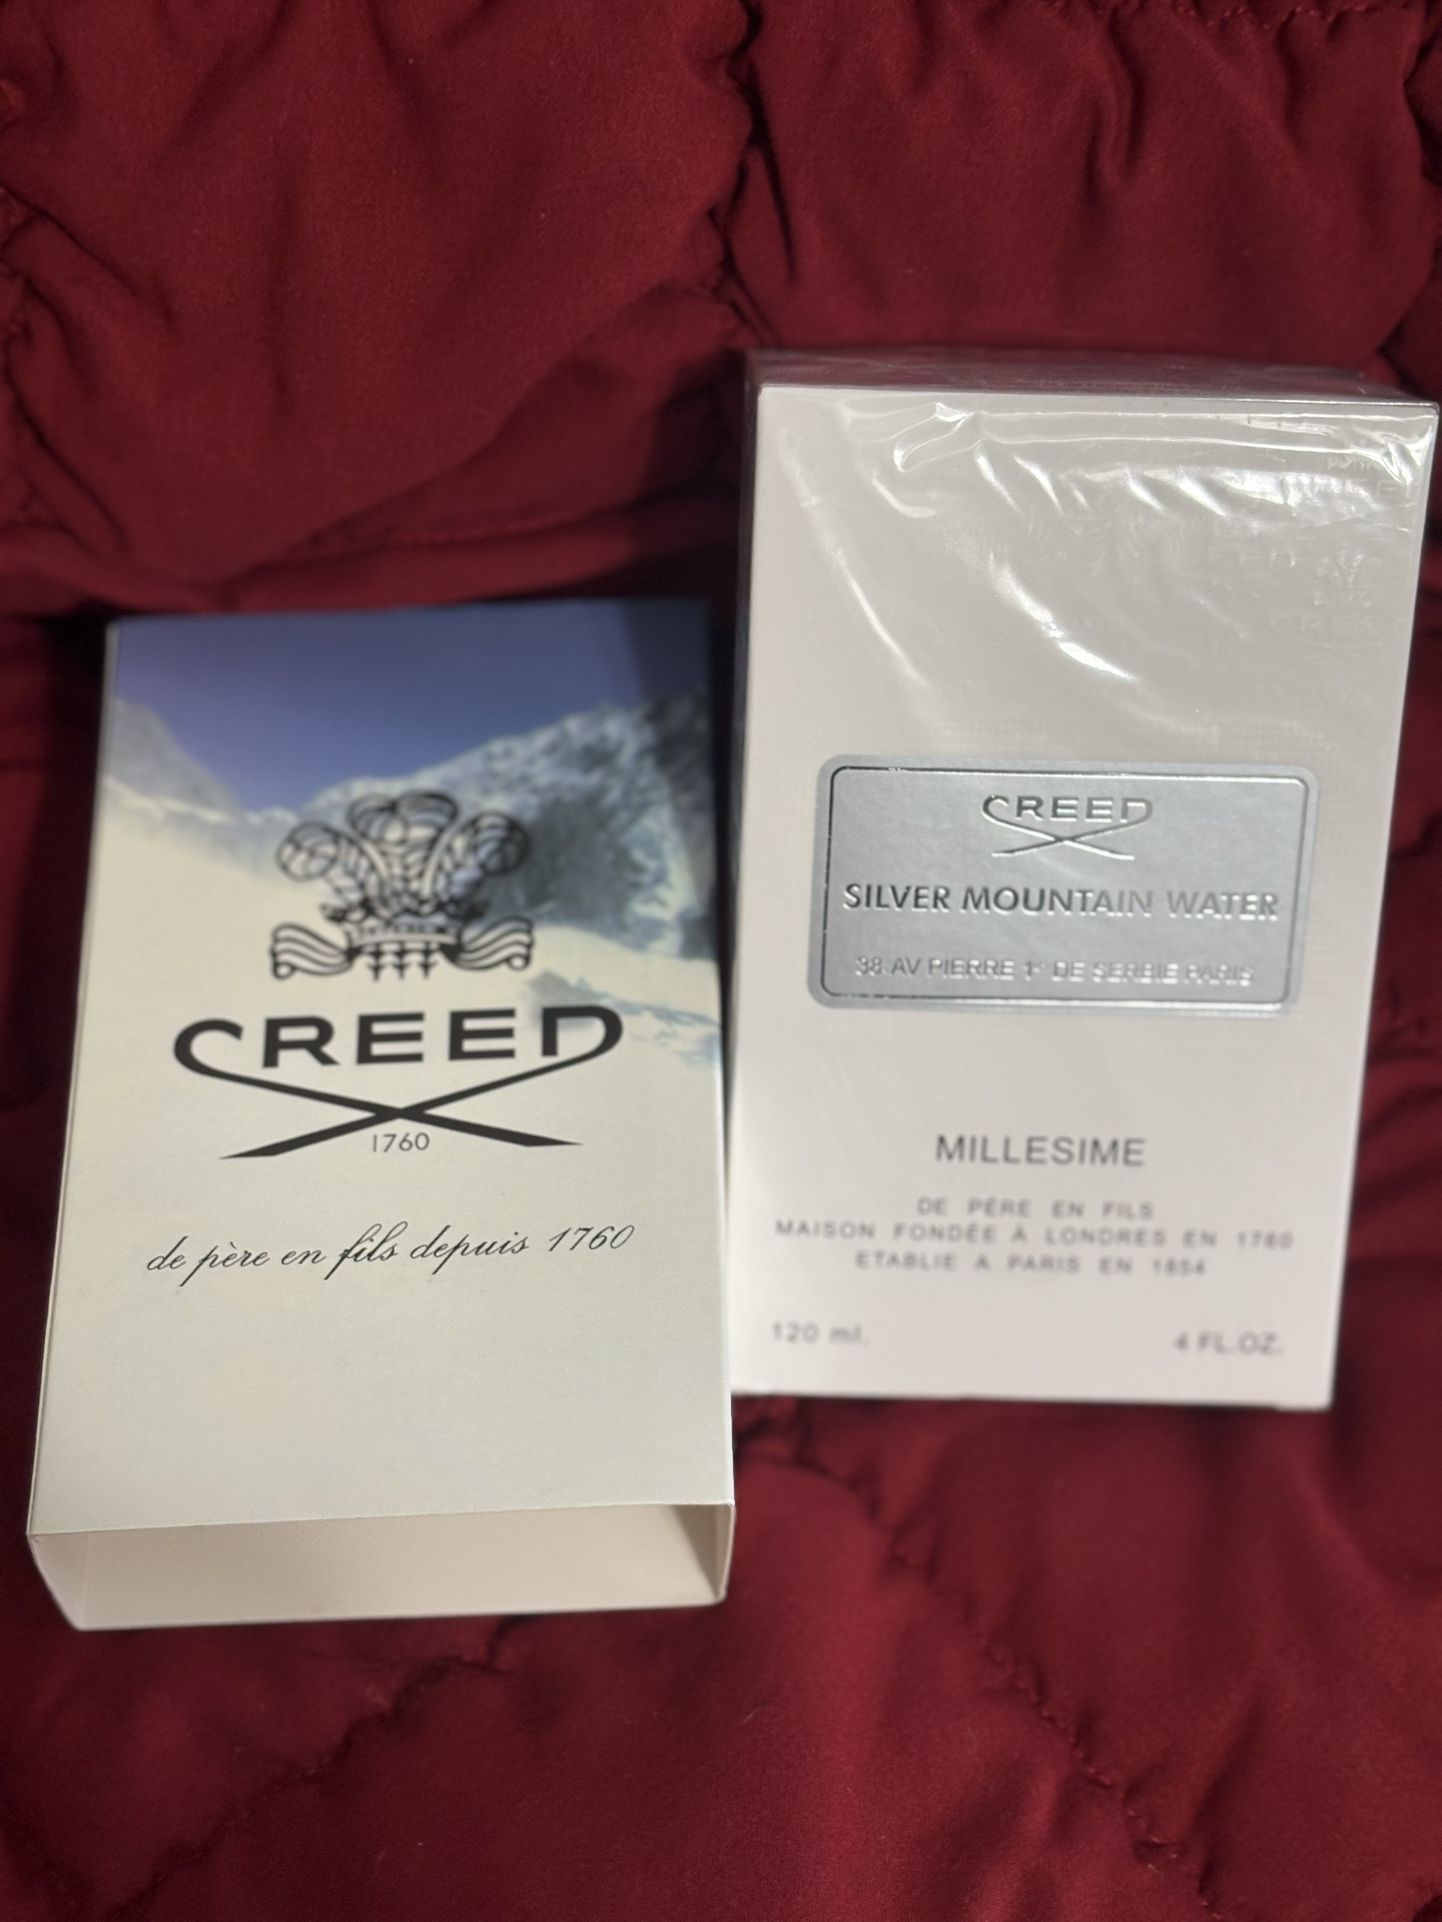 CREED
1760
de père en fils depuis 1760
CREED
SILVER MOUNTAIN WATER
38.AV PIERRE 1er DE SERBIE PARIS
MILLESIME
DE PÈRE EN FILS
MAISON FONDÉE À LONDRES EN 1760
ETABLIE A PARIS EN 1854
120 ml.
4 FL.OZ.